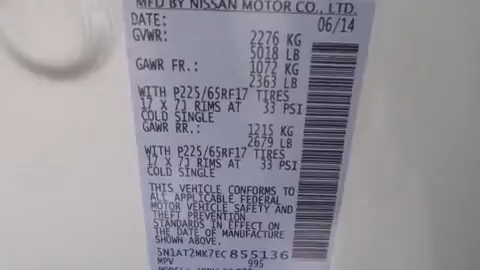 MFD BY NISSAN MOTOR CO., LTD.
DATE: 06/14
GVWR: 2276 KG
5018 LB
GAWR FR.: 1072 KG
2363 LB
WITH P225/65RF17 TIRES
17 X 7J RIMS AT 33 PSI
COLD SINGLE
GAWR RR.: 1215 KG
2679 LB
WITH P225/65RF17 TIRES
17 X 7J RIMS AT 33 PSI
COLD SINGLE
THIS VEHICLE CONFORMS TO
ALL APPLICABLE FEDERAL
MOTOR VEHICLE SAFETY AND
THEFT PREVENTION
STANDARDS IN EFFECT ON
THE DATE OF MANUFACTURE
SHOWN ABOVE.
5N1AT2MK7EC855136
MPV 995